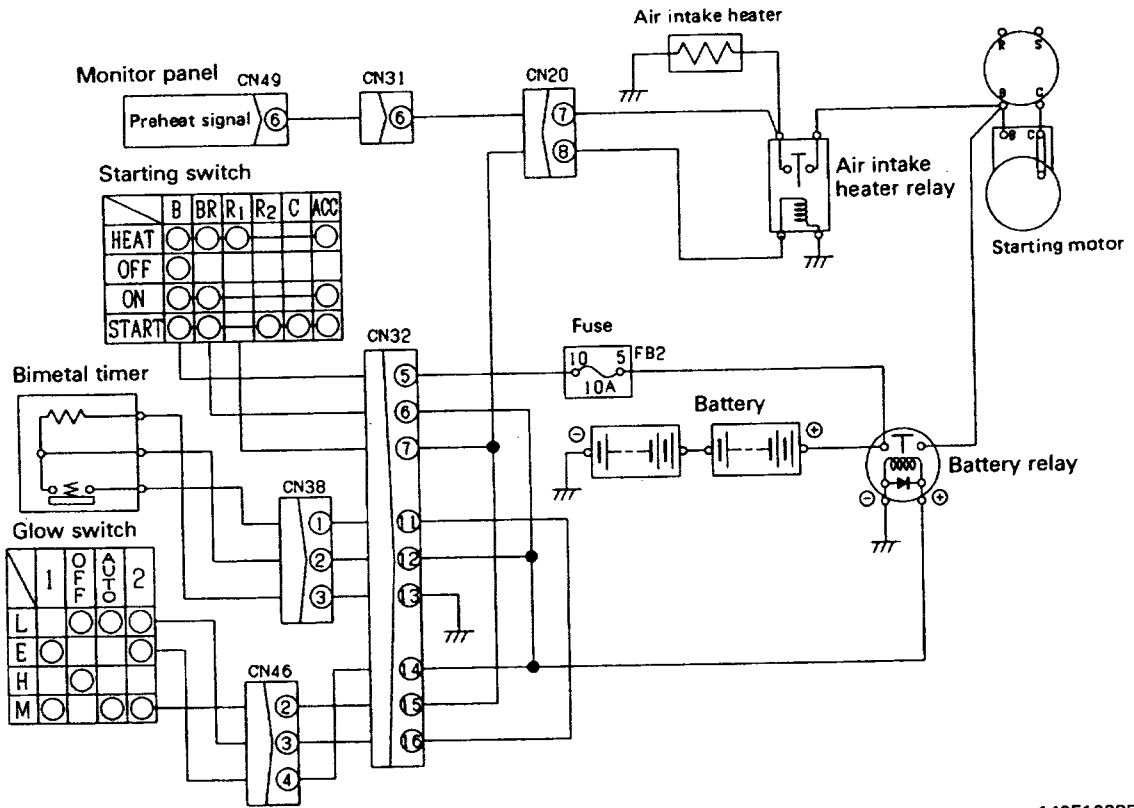 Air intake heater
Monitor panel
CN49
CN31
CN20
Preheat signal
6
6
7
8
R S
B C
B C
Air intake
heater relay
Starting motor
Starting switch
B BR R1 R2 C ACC
HEAT
OFF
ON
START
CN32
Fuse
10 5
FB2
10A
Battery
⊖ ⊕
Battery relay
⊖ ⊕
5
6
7
11
12
13
14
15
16
Bimetal timer
CN38
1
2
3
Glow switch
1 OFF AUTO 2
L
E
H
M
CN46
2
3
4